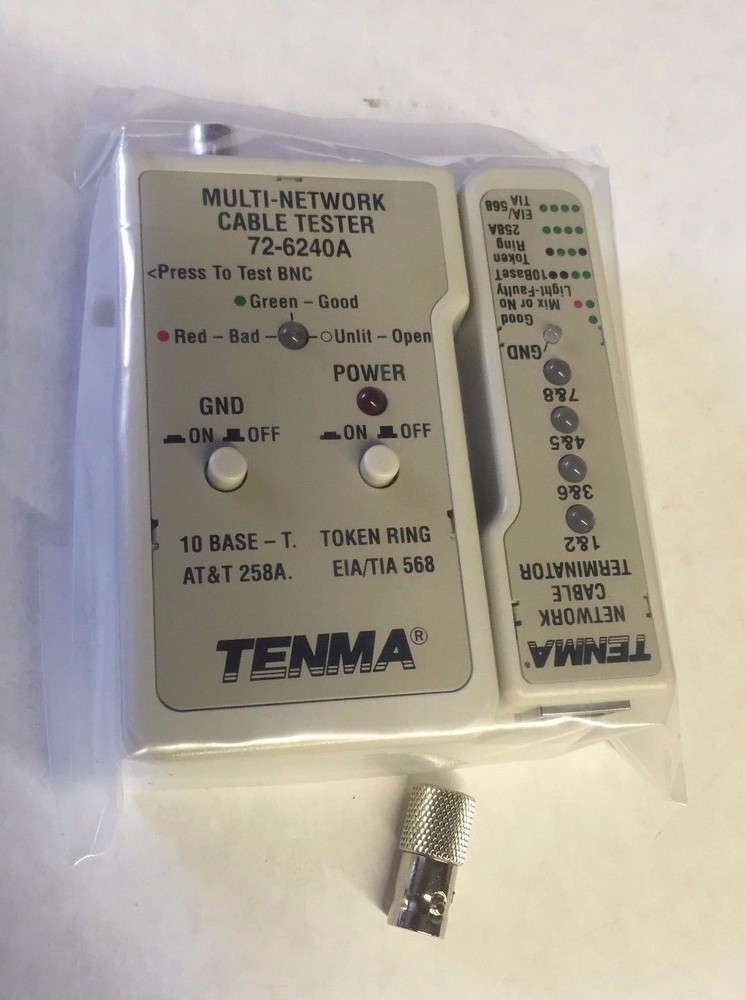 MULTI-NETWORK
CABLE TESTER
72-6240A
<Press To Test BNC
Green – Good
Red – Bad – Unlit – Open
POWER
GND
ON OFF
ON OFF
10 BASE – T. TOKEN RING
AT&T 258A. EIA/TIA 568
TENMA®
TENMA®
NETWORK
CABLE
TERMINATOR
1&2
3&6
4&5
7&8
GND
Good
Mix or No
Light-Faulty
10BaseT
Token
Ring
258A
EIA/568
TIA